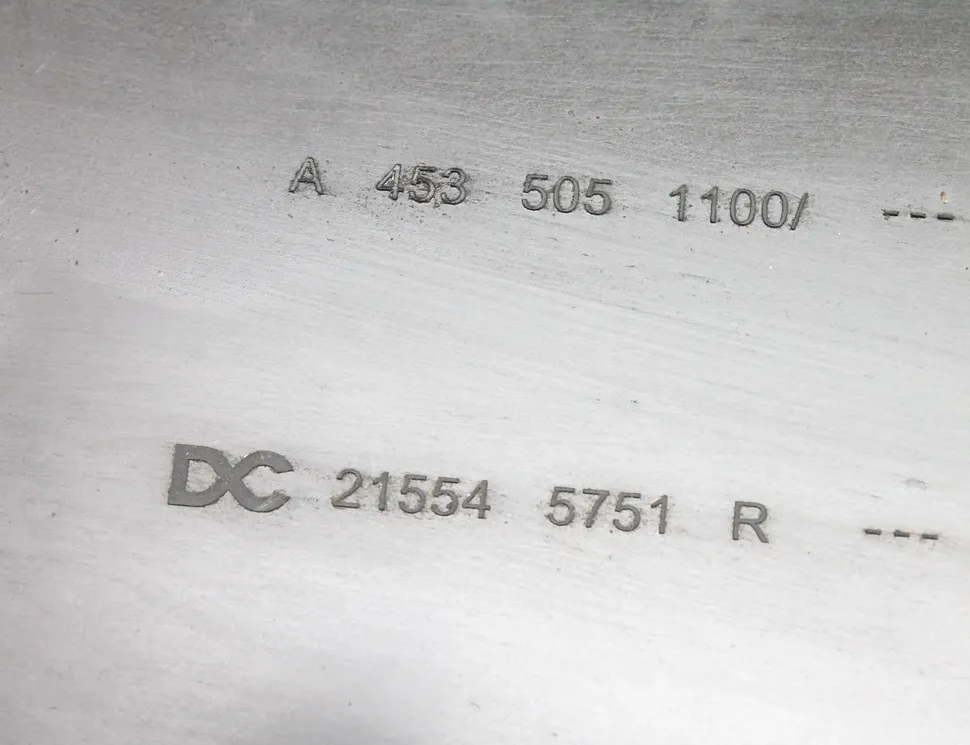 A 453 505 1100/ ---
DC 21554 5751 R ---